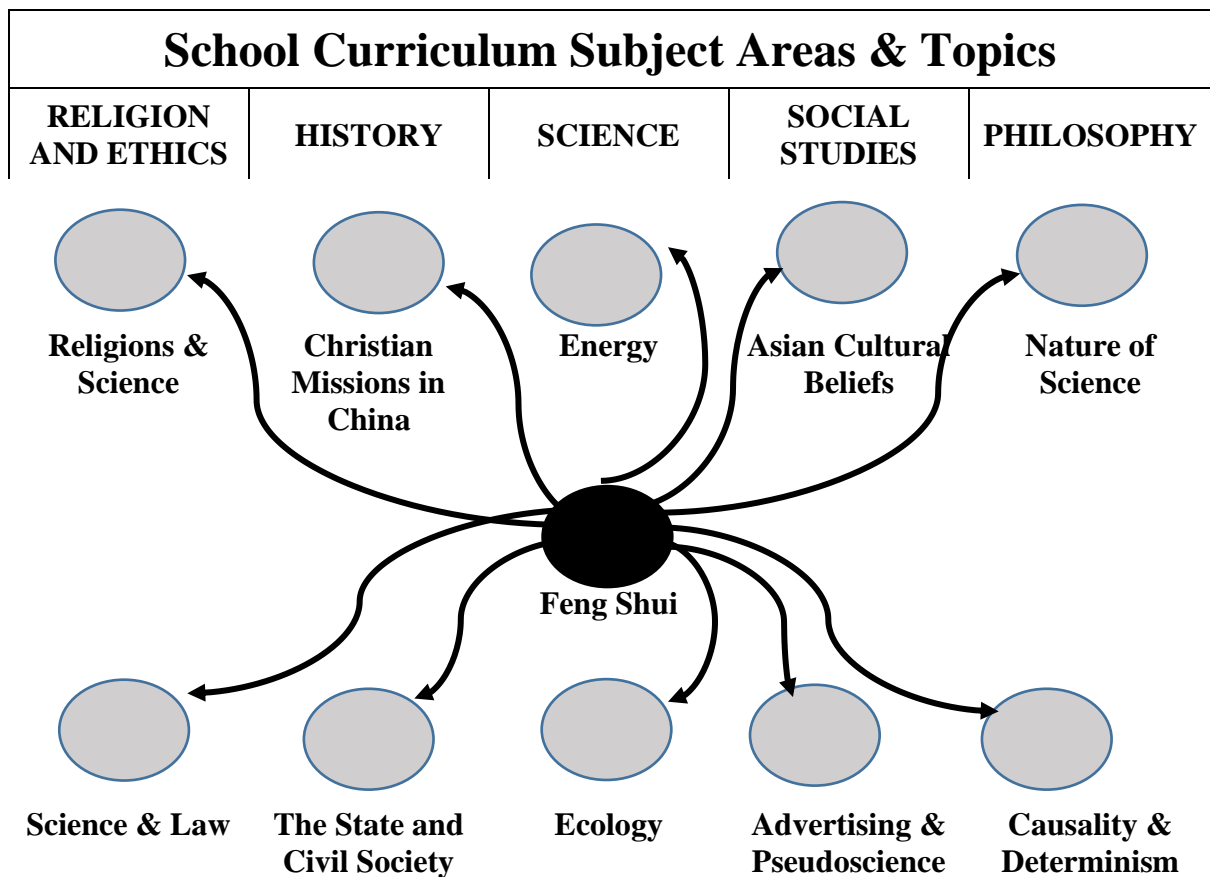 School Curriculum Subject Areas & Topics
RELIGION
AND ETHICS
HISTORY
SCIENCE
SOCIAL
STUDIES
PHILOSOPHY
Religions &
Science
Christian
Missions in
China
Energy
Asian Cultural
Beliefs
Nature of
Science
Feng Shui
Science & Law
The State and
Civil Society
Ecology
Advertising &
Pseudoscience
Causality &
Determinism